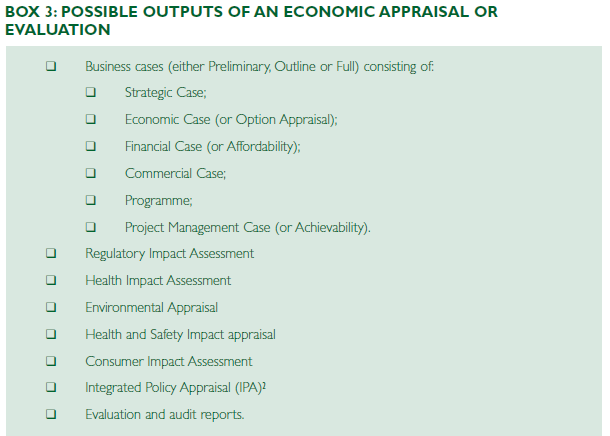 BOX 3: POSSIBLE OUTPUTS OF AN ECONOMIC APPRAISAL OR
EVALUATION
❑ Business cases (either Preliminary, Outline or Full) consisting of:
❑ Strategic Case;
❑ Economic Case (or Option Appraisal);
❑ Financial Case (or Affordability);
❑ Commercial Case;
❑ Programme;
❑ Project Management Case (or Achievability).
❑ Regulatory Impact Assessment
❑ Health Impact Assessment
❑ Environmental Appraisal
❑ Health and Safety Impact appraisal
❑ Consumer Impact Assessment
❑ Integrated Policy Appraisal (IPA)²
❑ Evaluation and audit reports.